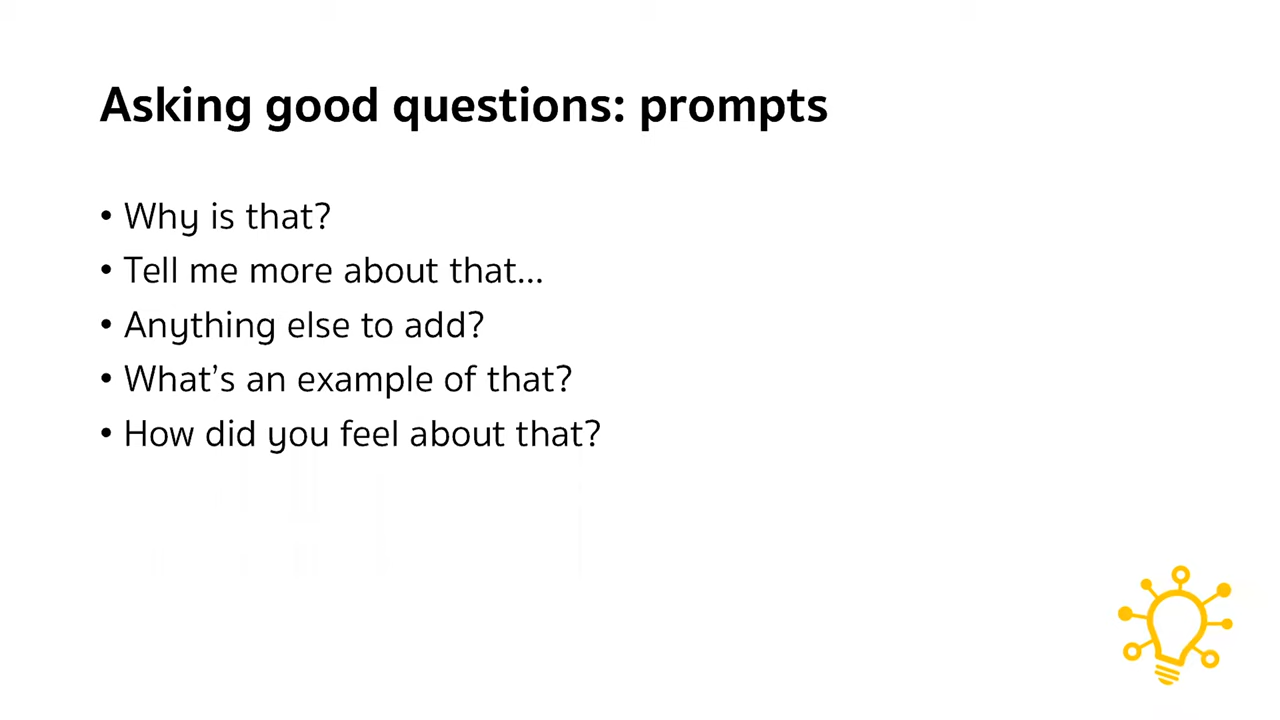 Asking good questions: prompts
• Why is that?
• Tell me more about that...
• Anything else to add?
• What’s an example of that?
• How did you feel about that?